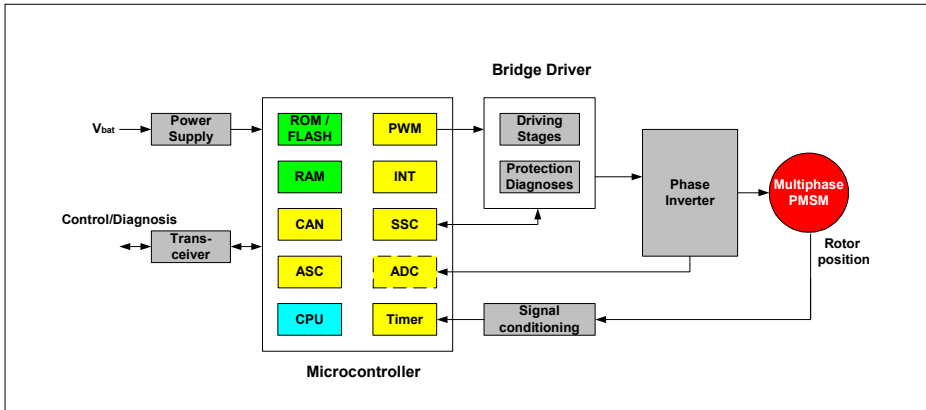 Bridge Driver
Vbat
Power
Supply
ROM /
FLASH
PWM
Driving
Stages
RAM
INT
Protection
Diagnoses
Phase
Inverter
Multiphase
PMSM
Control/Diagnosis
Trans-
ceiver
CAN
SSC
Rotor
position
ASC
ADC
CPU
Timer
Signal
conditioning
Microcontroller